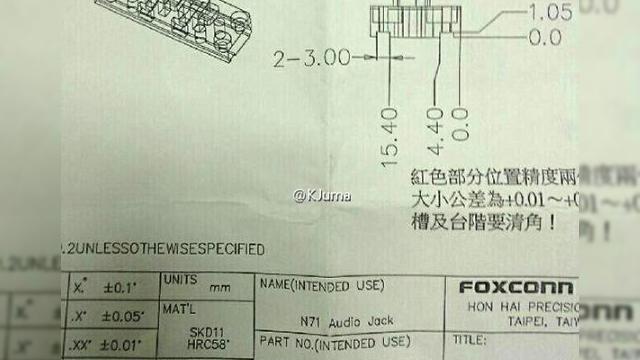 1.05
0.0
2-3.00
15.40
4.40
0.0
紅色部分位置精度兩
@KJuma
大小公差為+0.01~+0
槽及台階要清角!
.2UNLESSOTHERWISESPECIFIED
X.° ±0.1°
UNITS mm
NAME(INTENDED USE)
FOXCONN
.X° ±0.05°
MAT'L
HON HAI PRECISIO
SKD11
N71 Audio Jack
TAIPEI, TAIW
.XX° ±0.01°
HRC58°
PART NO.(INTENDED USE)
TITLE: